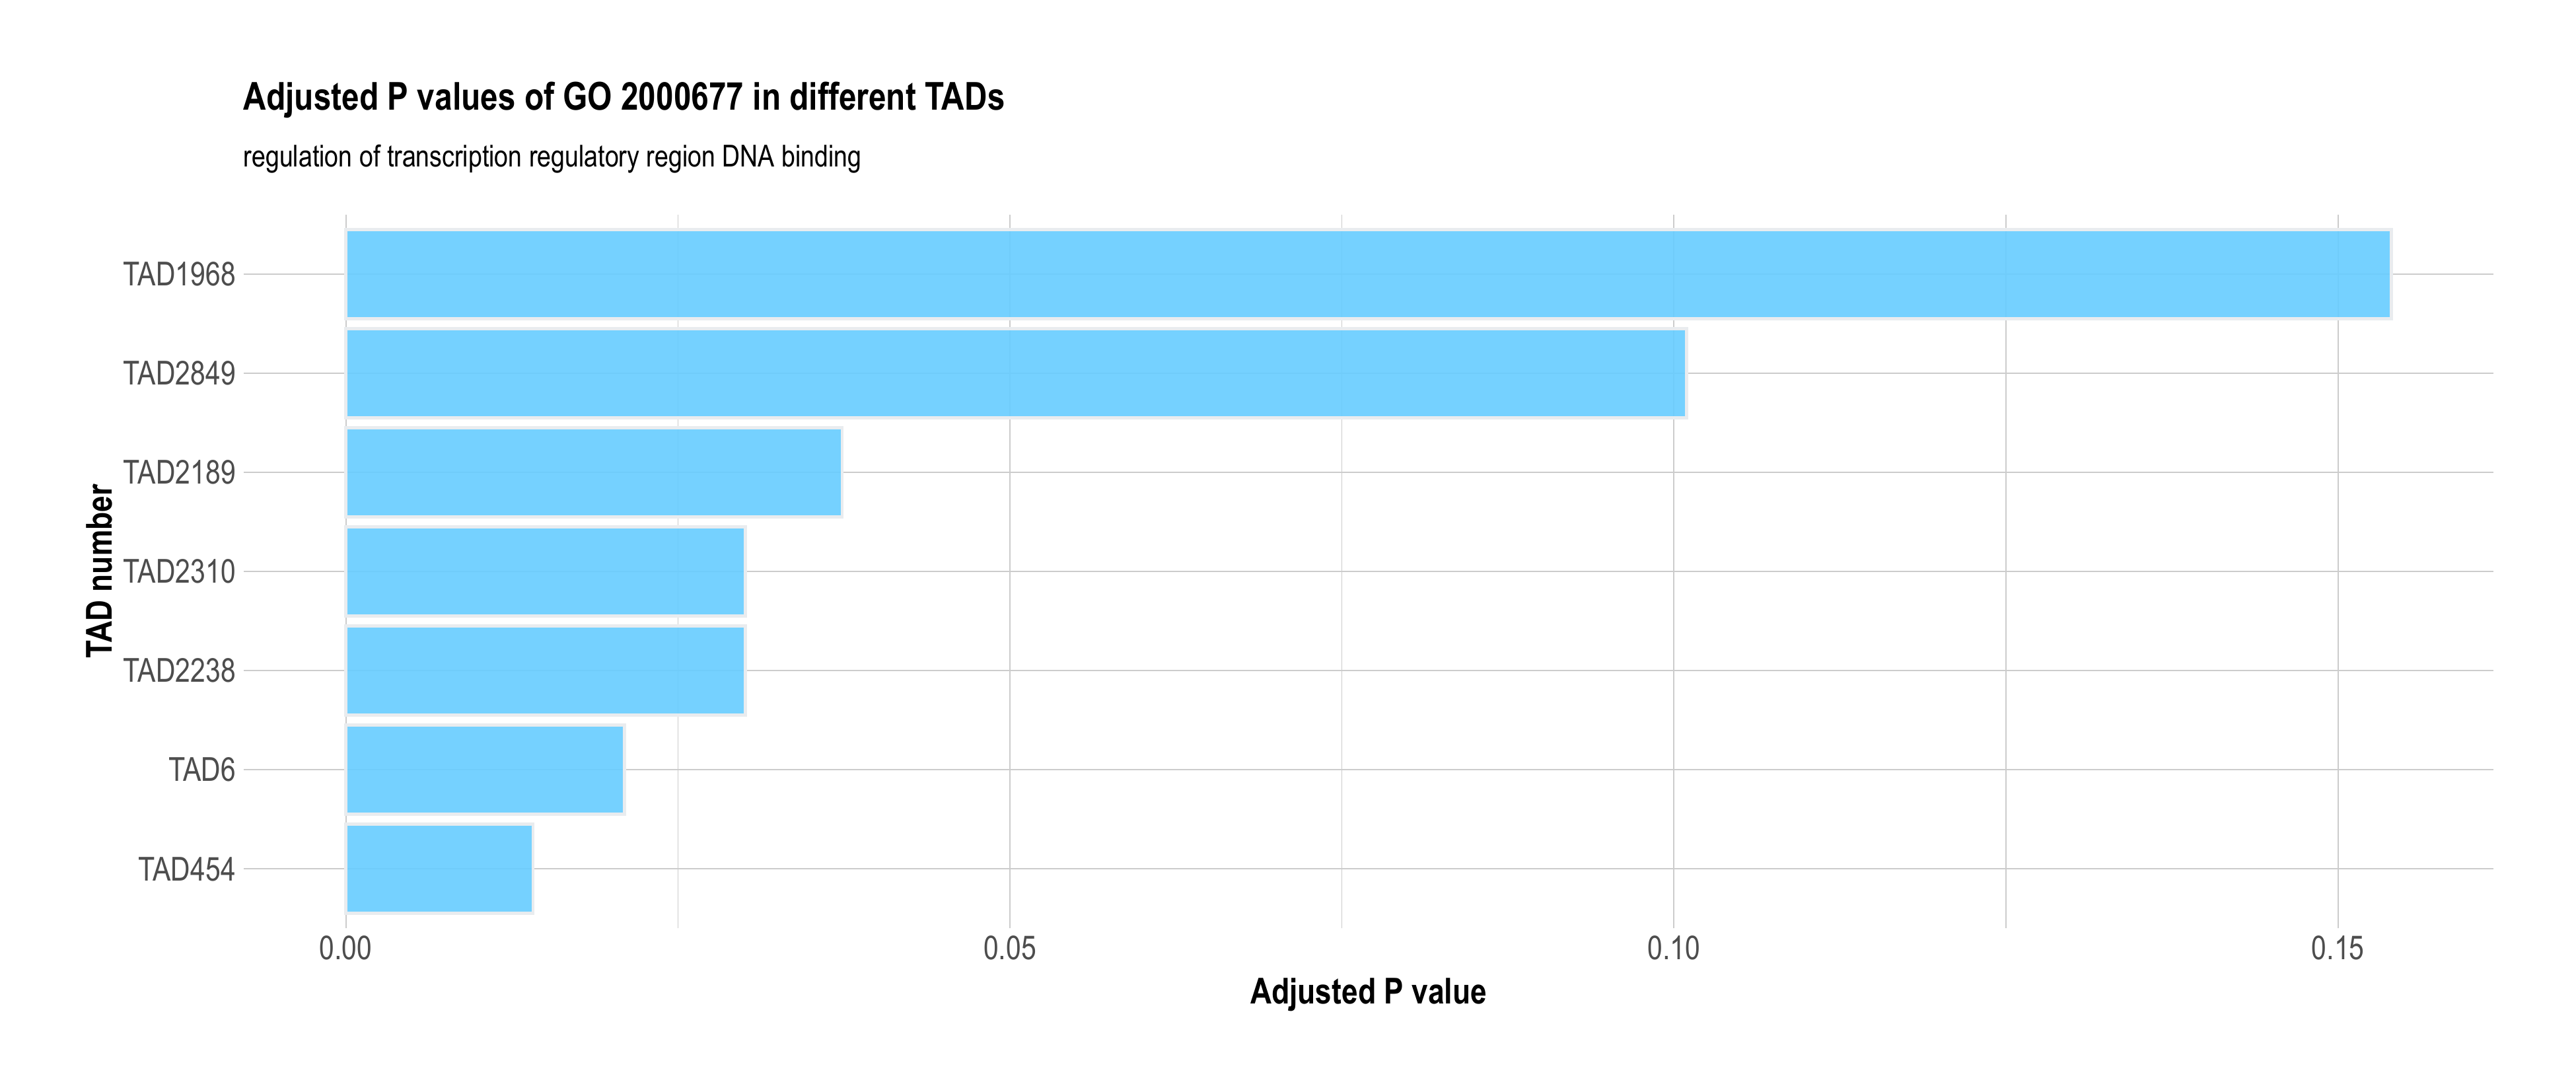 Adjusted P values of GO 2000677 in different TADs
regulation of transcription regulatory region DNA binding
TAD number
TAD1968
TAD2849
TAD2189
TAD2310
TAD2238
TAD6
TAD454
0.00 0.05 0.10 0.15
Adjusted P value